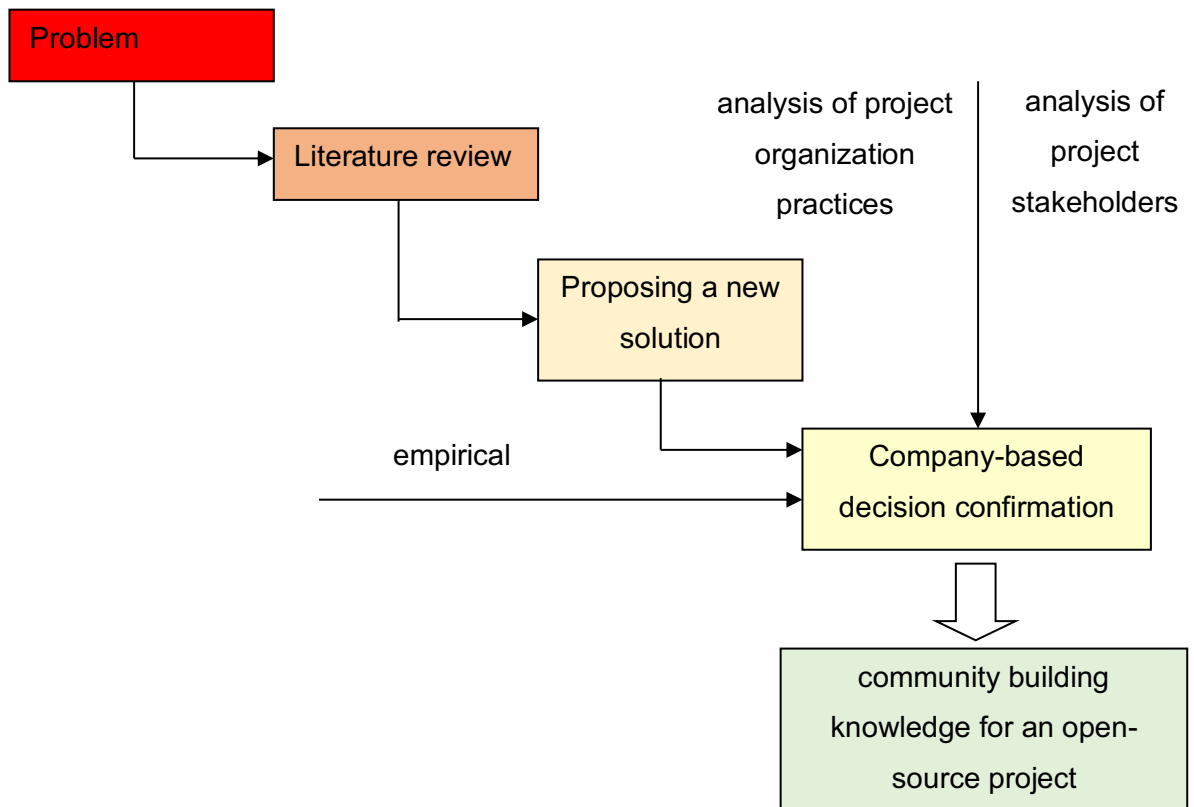 Problem
Literature review
analysis of project
organization
practices
analysis of
project
stakeholders
Proposing a new
solution
empirical
Company-based
decision confirmation
community building
knowledge for an open-
source project